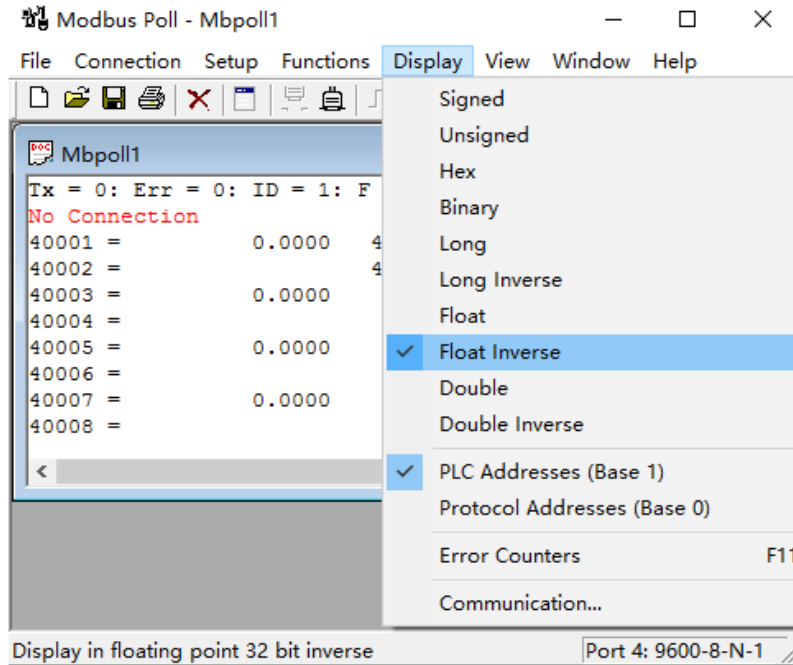 Modbus Poll - Mbpoll1
File Connection Setup Functions Display View Window Help
Mbpoll1
Tx = 0: Err = 0: ID = 1: F
No Connection
40001 = 0.0000 4
40002 = 4
40003 = 0.0000
40004 =
40005 = 0.0000
40006 =
40007 = 0.0000
40008 =
Signed
Unsigned
Hex
Binary
Long
Long Inverse
Float
Float Inverse
Double
Double Inverse
PLC Addresses (Base 1)
Protocol Addresses (Base 0)
Error Counters F11
Communication...
Display in floating point 32 bit inverse
Port 4: 9600-8-N-1